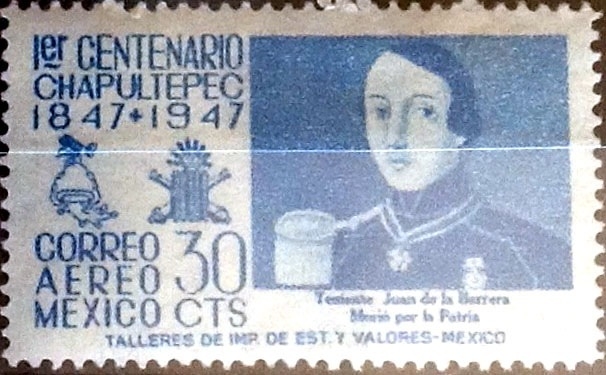 1er CENTENARIO
CHAPULTEPEC
1847+1947
CORREO
AEREO
MEXICO
30
CTS
Teniente Juan de la Barrera
Murió por la Patria
TALLERES DE IMP. DE EST. Y VALORES-MEXICO